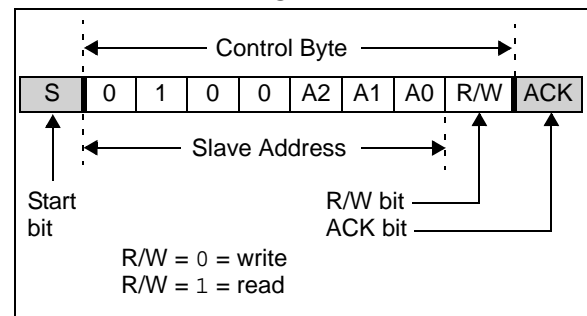 Control Byte
S 0 1 0 0 A2 A1 A0 R/W ACK
Slave Address
Start
bit
R/W bit
ACK bit
R/W = 0 = write
R/W = 1 = read